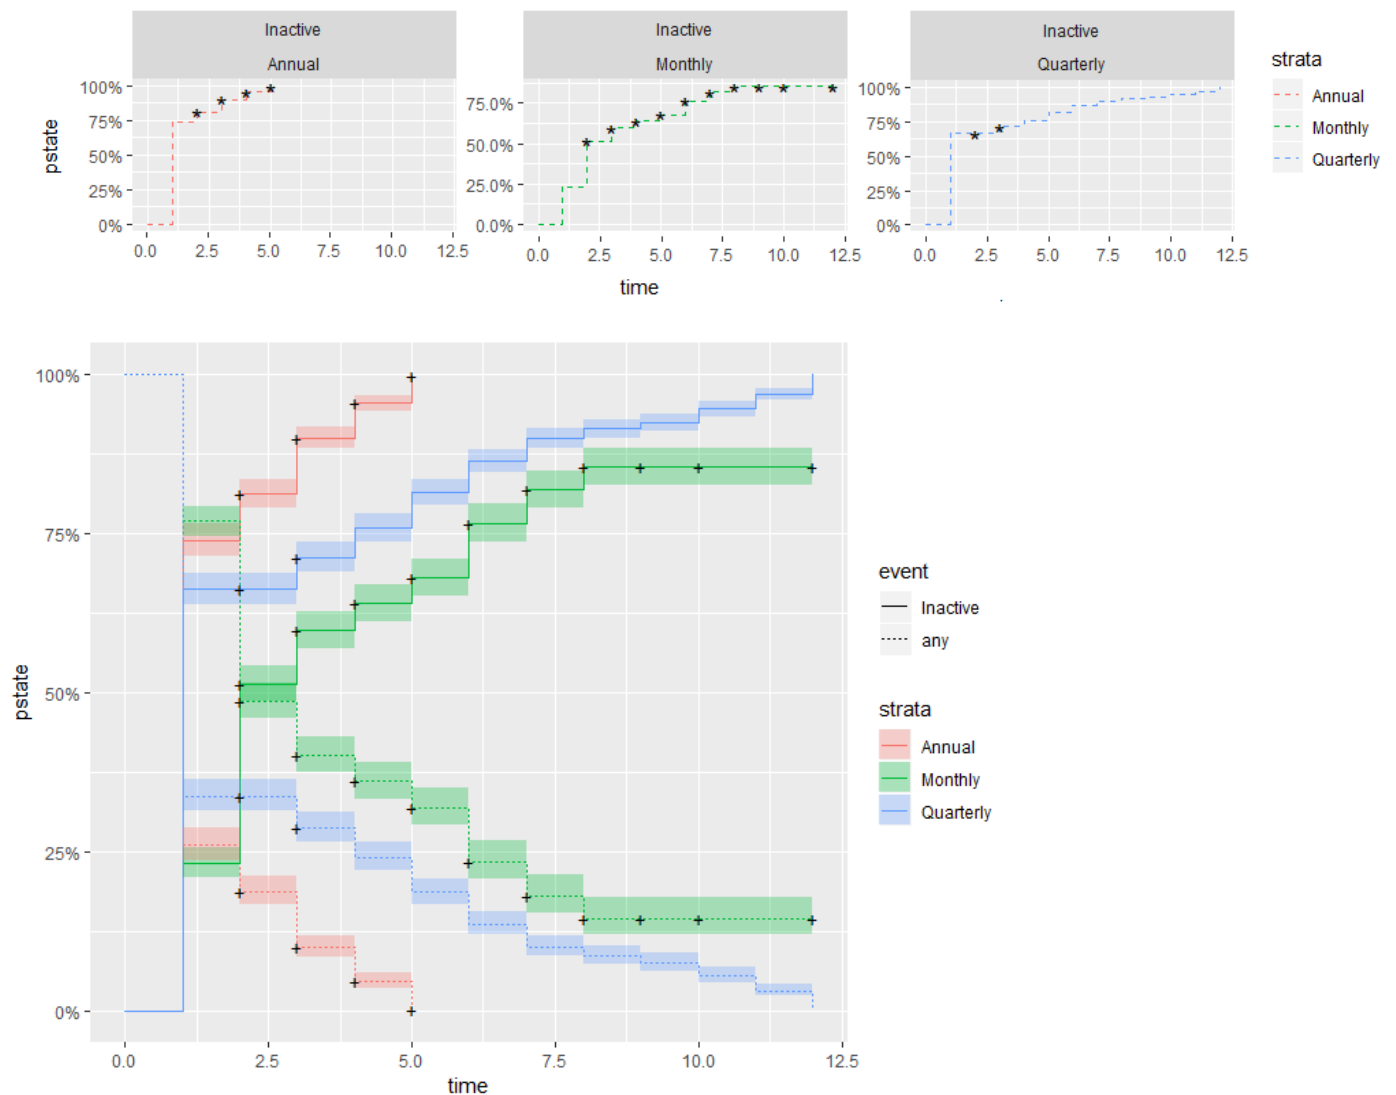 Inactive
Annual
Inactive
Monthly
Inactive
Quarterly
pstate
100%
75%
50%
25%
0%
0.0 2.5 5.0 7.5 10.0 12.5
75.0%
50.0%
25.0%
0.0%
0.0 2.5 5.0 7.5 10.0 12.5
100%
75%
50%
25%
0%
0.0 2.5 5.0 7.5 10.0 12.5
time
strata
Annual
Monthly
Quarterly
pstate
100%
75%
50%
25%
0%
0.0 2.5 5.0 7.5 10.0 12.5
time
event
Inactive
any
strata
Annual
Monthly
Quarterly